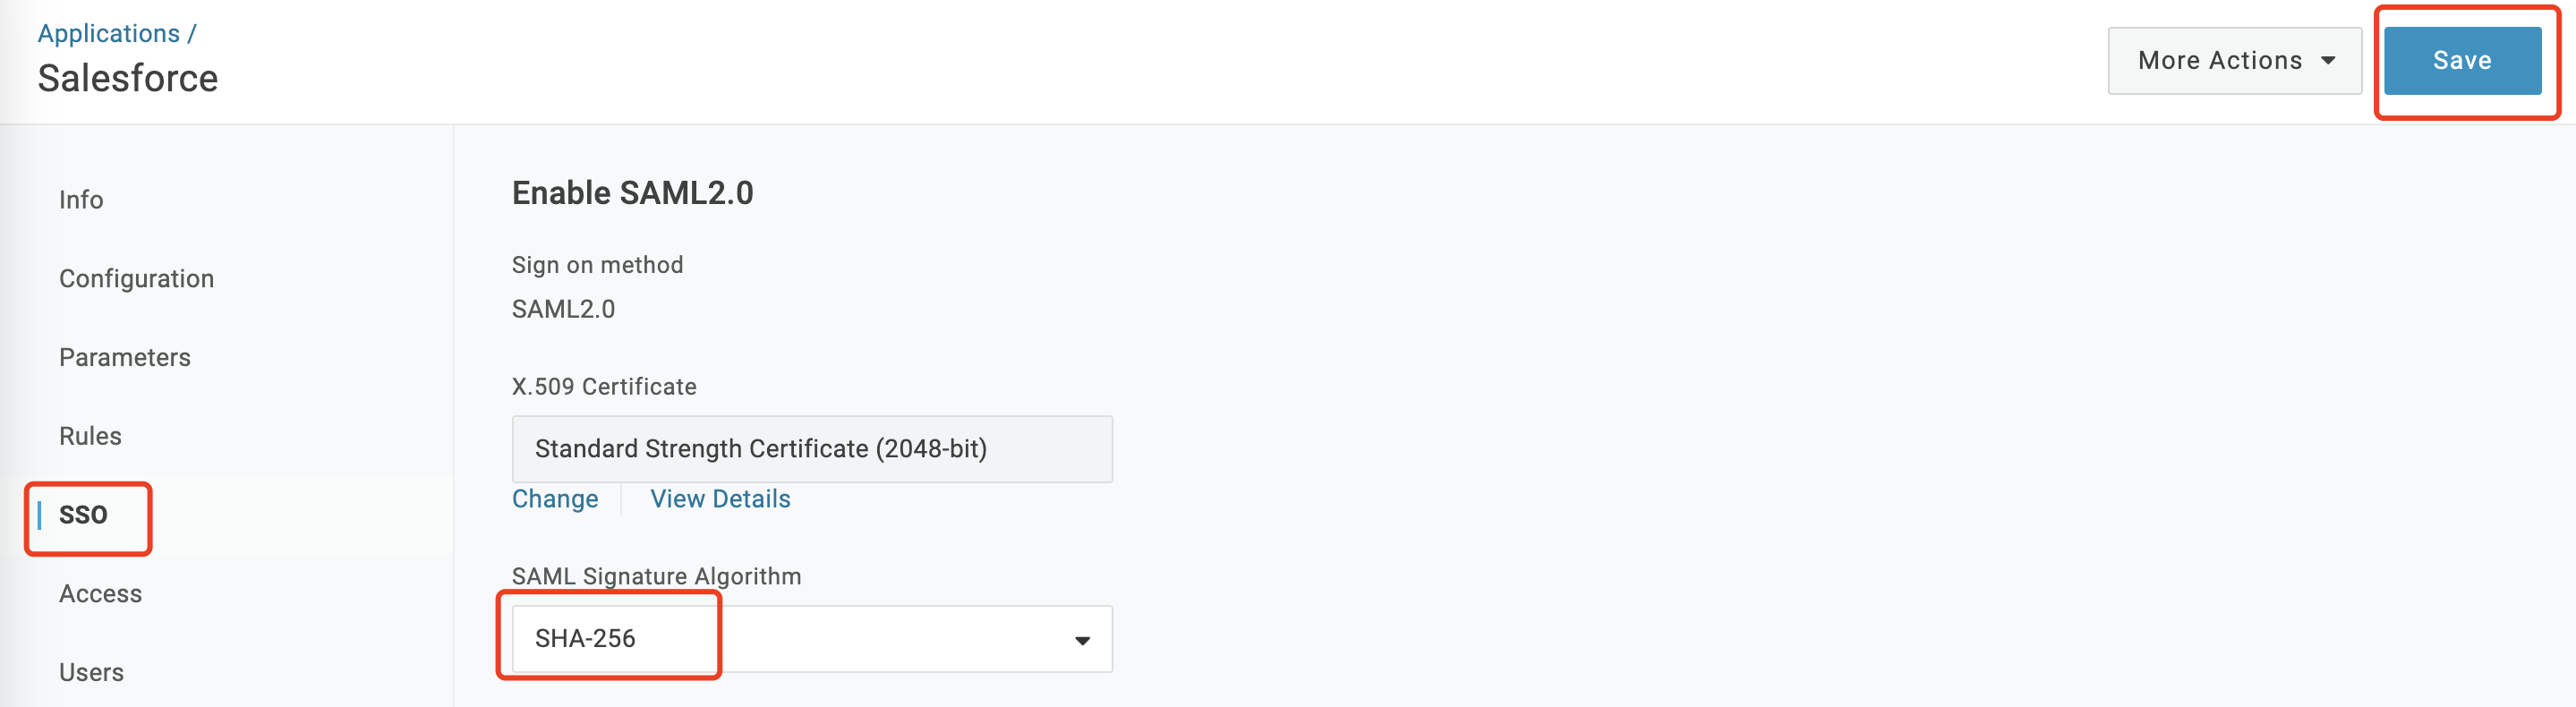 Applications /
Salesforce
More Actions
Save
Info
Configuration
Parameters
Rules
SSO
Access
Users
Enable SAML2.0
Sign on method
SAML2.0
X.509 Certificate
Standard Strength Certificate (2048-bit)
Change
View Details
SAML Signature Algorithm
SHA-256